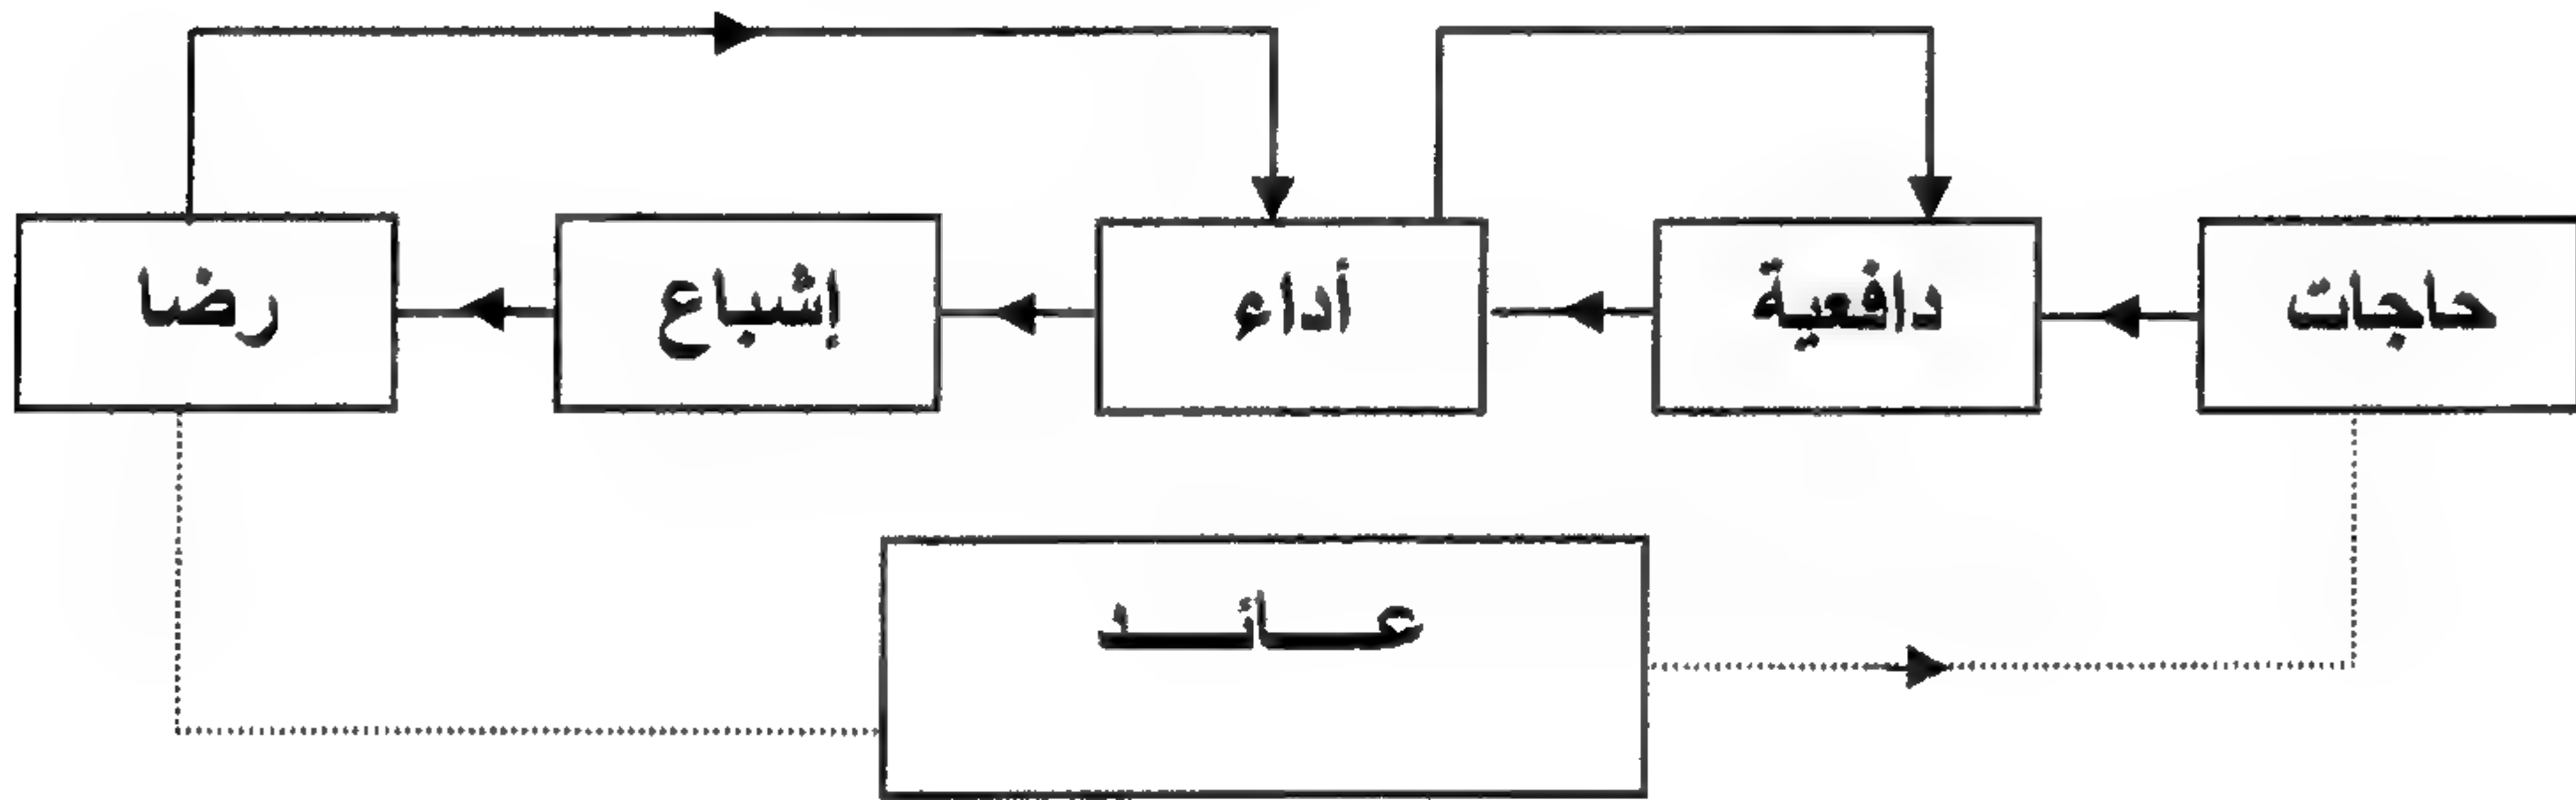 حاجات
دافعية
أداء
إشباع
رضا
عائد